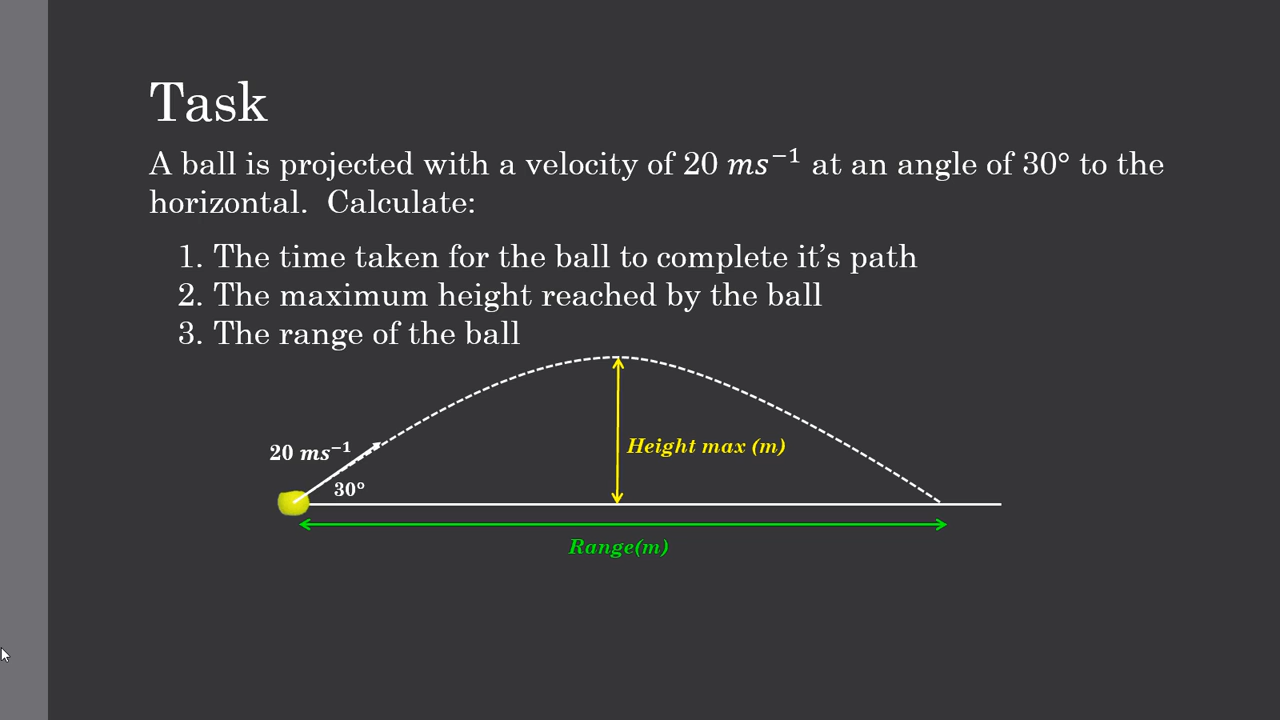 Task
A ball is projected with a velocity of 20 ms⁻¹ at an angle of 30° to the
horizontal.  Calculate:
1. The time taken for the ball to complete it’s path
2. The maximum height reached by the ball
3. The range of the ball
20 ms⁻¹
Height max (m)
30°
Range(m)